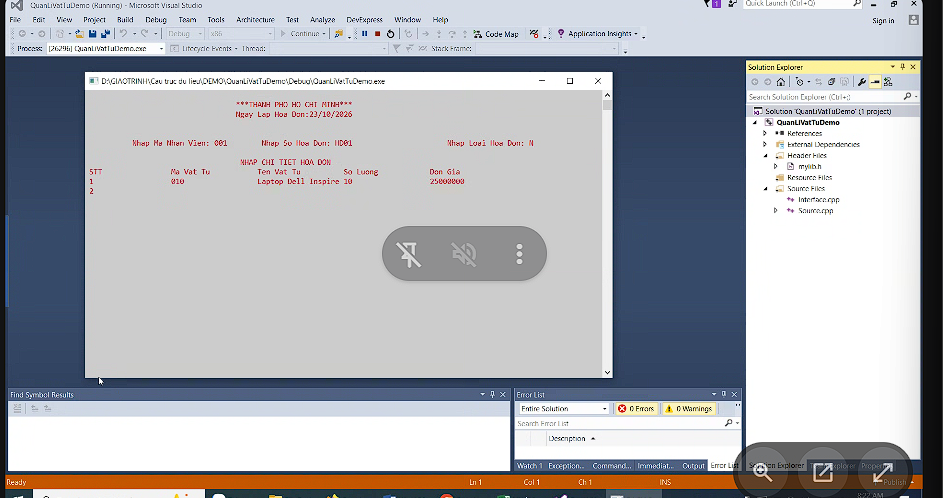 QuanLiVatTuDemo (Running) - Microsoft Visual Studio
Quick Launch (Ctrl+Q)
File Edit View Project Build Debug Team Tools Architecture Test Analyze DevExpress Window Help
Sign in
Debug x86 Continue Code Map Application Insights
Process: [26296] QuanLiVatTuDemo.exe Lifecycle Events Thread: Stack Frame:
D:\GIAOTRINH\Cau truc du lieu\DEMO\QuanLiVatTuDemo\Debug\QuanLiVatTuDemo.exe
***THANH PHO HO CHI MINH***
Ngay Lap Hoa Don:23/10/2026
Nhap Ma Nhan Vien: 001 Nhap So Hoa Don: HD01 Nhap Loai Hoa Don: N
NHAP CHI TIET HOA DON
STT Ma Vat Tu Ten Vat Tu So Luong Don Gia
1 010 Laptop Dell Inspire 10 25000000
2
Solution Explorer
Search Solution Explorer (Ctrl+;)
Solution 'QuanLiVatTuDemo' (1 project)
QuanLiVatTuDemo
References
External Dependencies
Header Files
mylib.h
Resource Files
Source Files
Interface.cpp
Source.cpp
Find Symbol Results
Error List
Entire Solution 0 Errors 0 Warnings
Search Error List
Description
Watch 1 Exception... Command... Immediat... Output Error List Solution Explorer
Ready Ln 1 Col 1 Ch 1 INS Publish